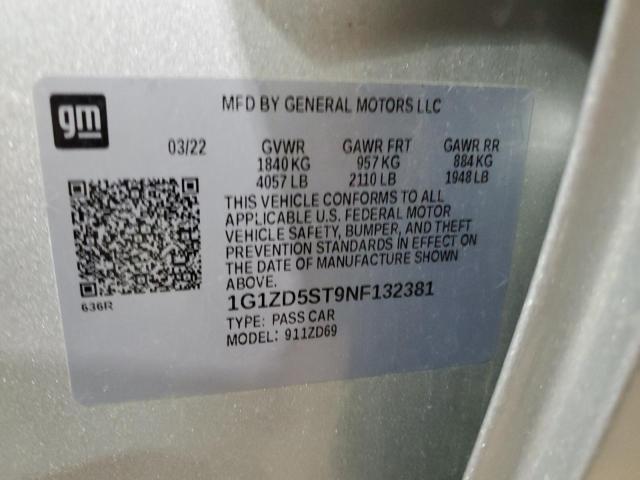 gm
MFD BY GENERAL MOTORS LLC
03/22 GVWR GAWR FRT GAWR RR
1840 KG 957 KG 884 KG
4057 LB 2110 LB 1948 LB
THIS VEHICLE CONFORMS TO ALL
APPLICABLE U.S. FEDERAL MOTOR
VEHICLE SAFETY, BUMPER, AND THEFT
PREVENTION STANDARDS IN EFFECT ON
THE DATE OF MANUFACTURE SHOWN
ABOVE.
1G1ZD5ST9NF132381
636R
TYPE: PASS CAR
MODEL: 911ZD69